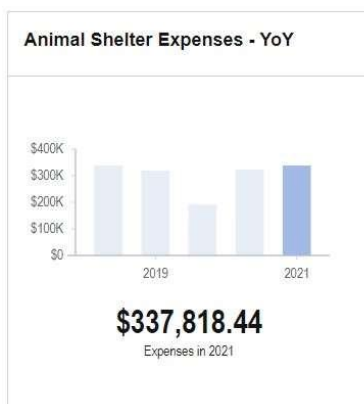 Animal Shelter Expenses - YoY
$400K
$300K
$200K
$100K
$0
2019
2021
$337,818.44
Expenses in 2021